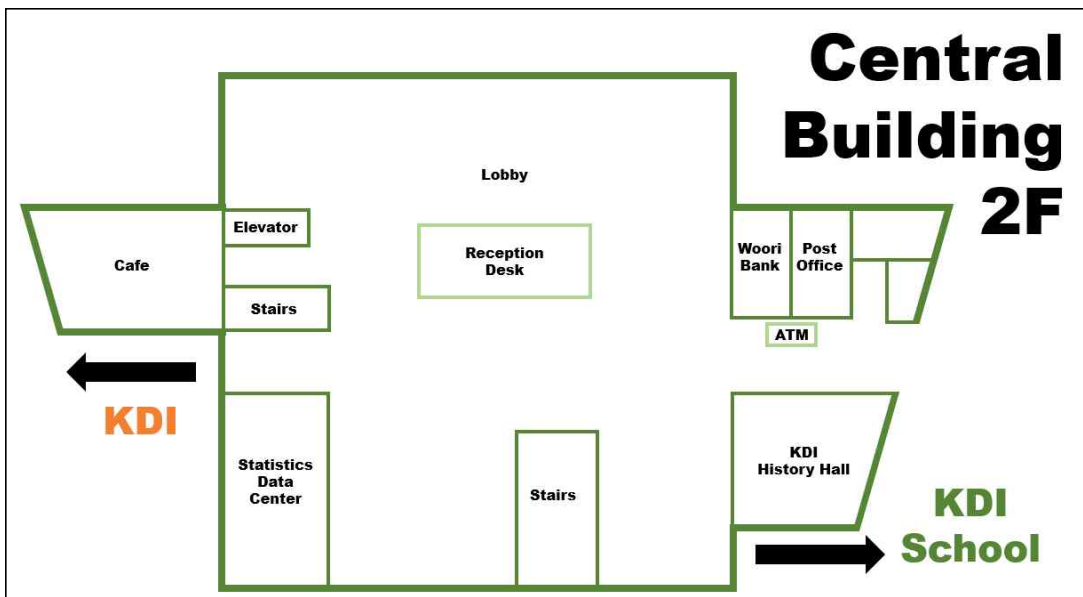 Central
Building
2F
Lobby
Elevator
Cafe
Reception
Desk
Woori
Bank
Post
Office
Stairs
ATM
KDI
Statistics
Data
Center
Stairs
KDI
History Hall
KDI
School